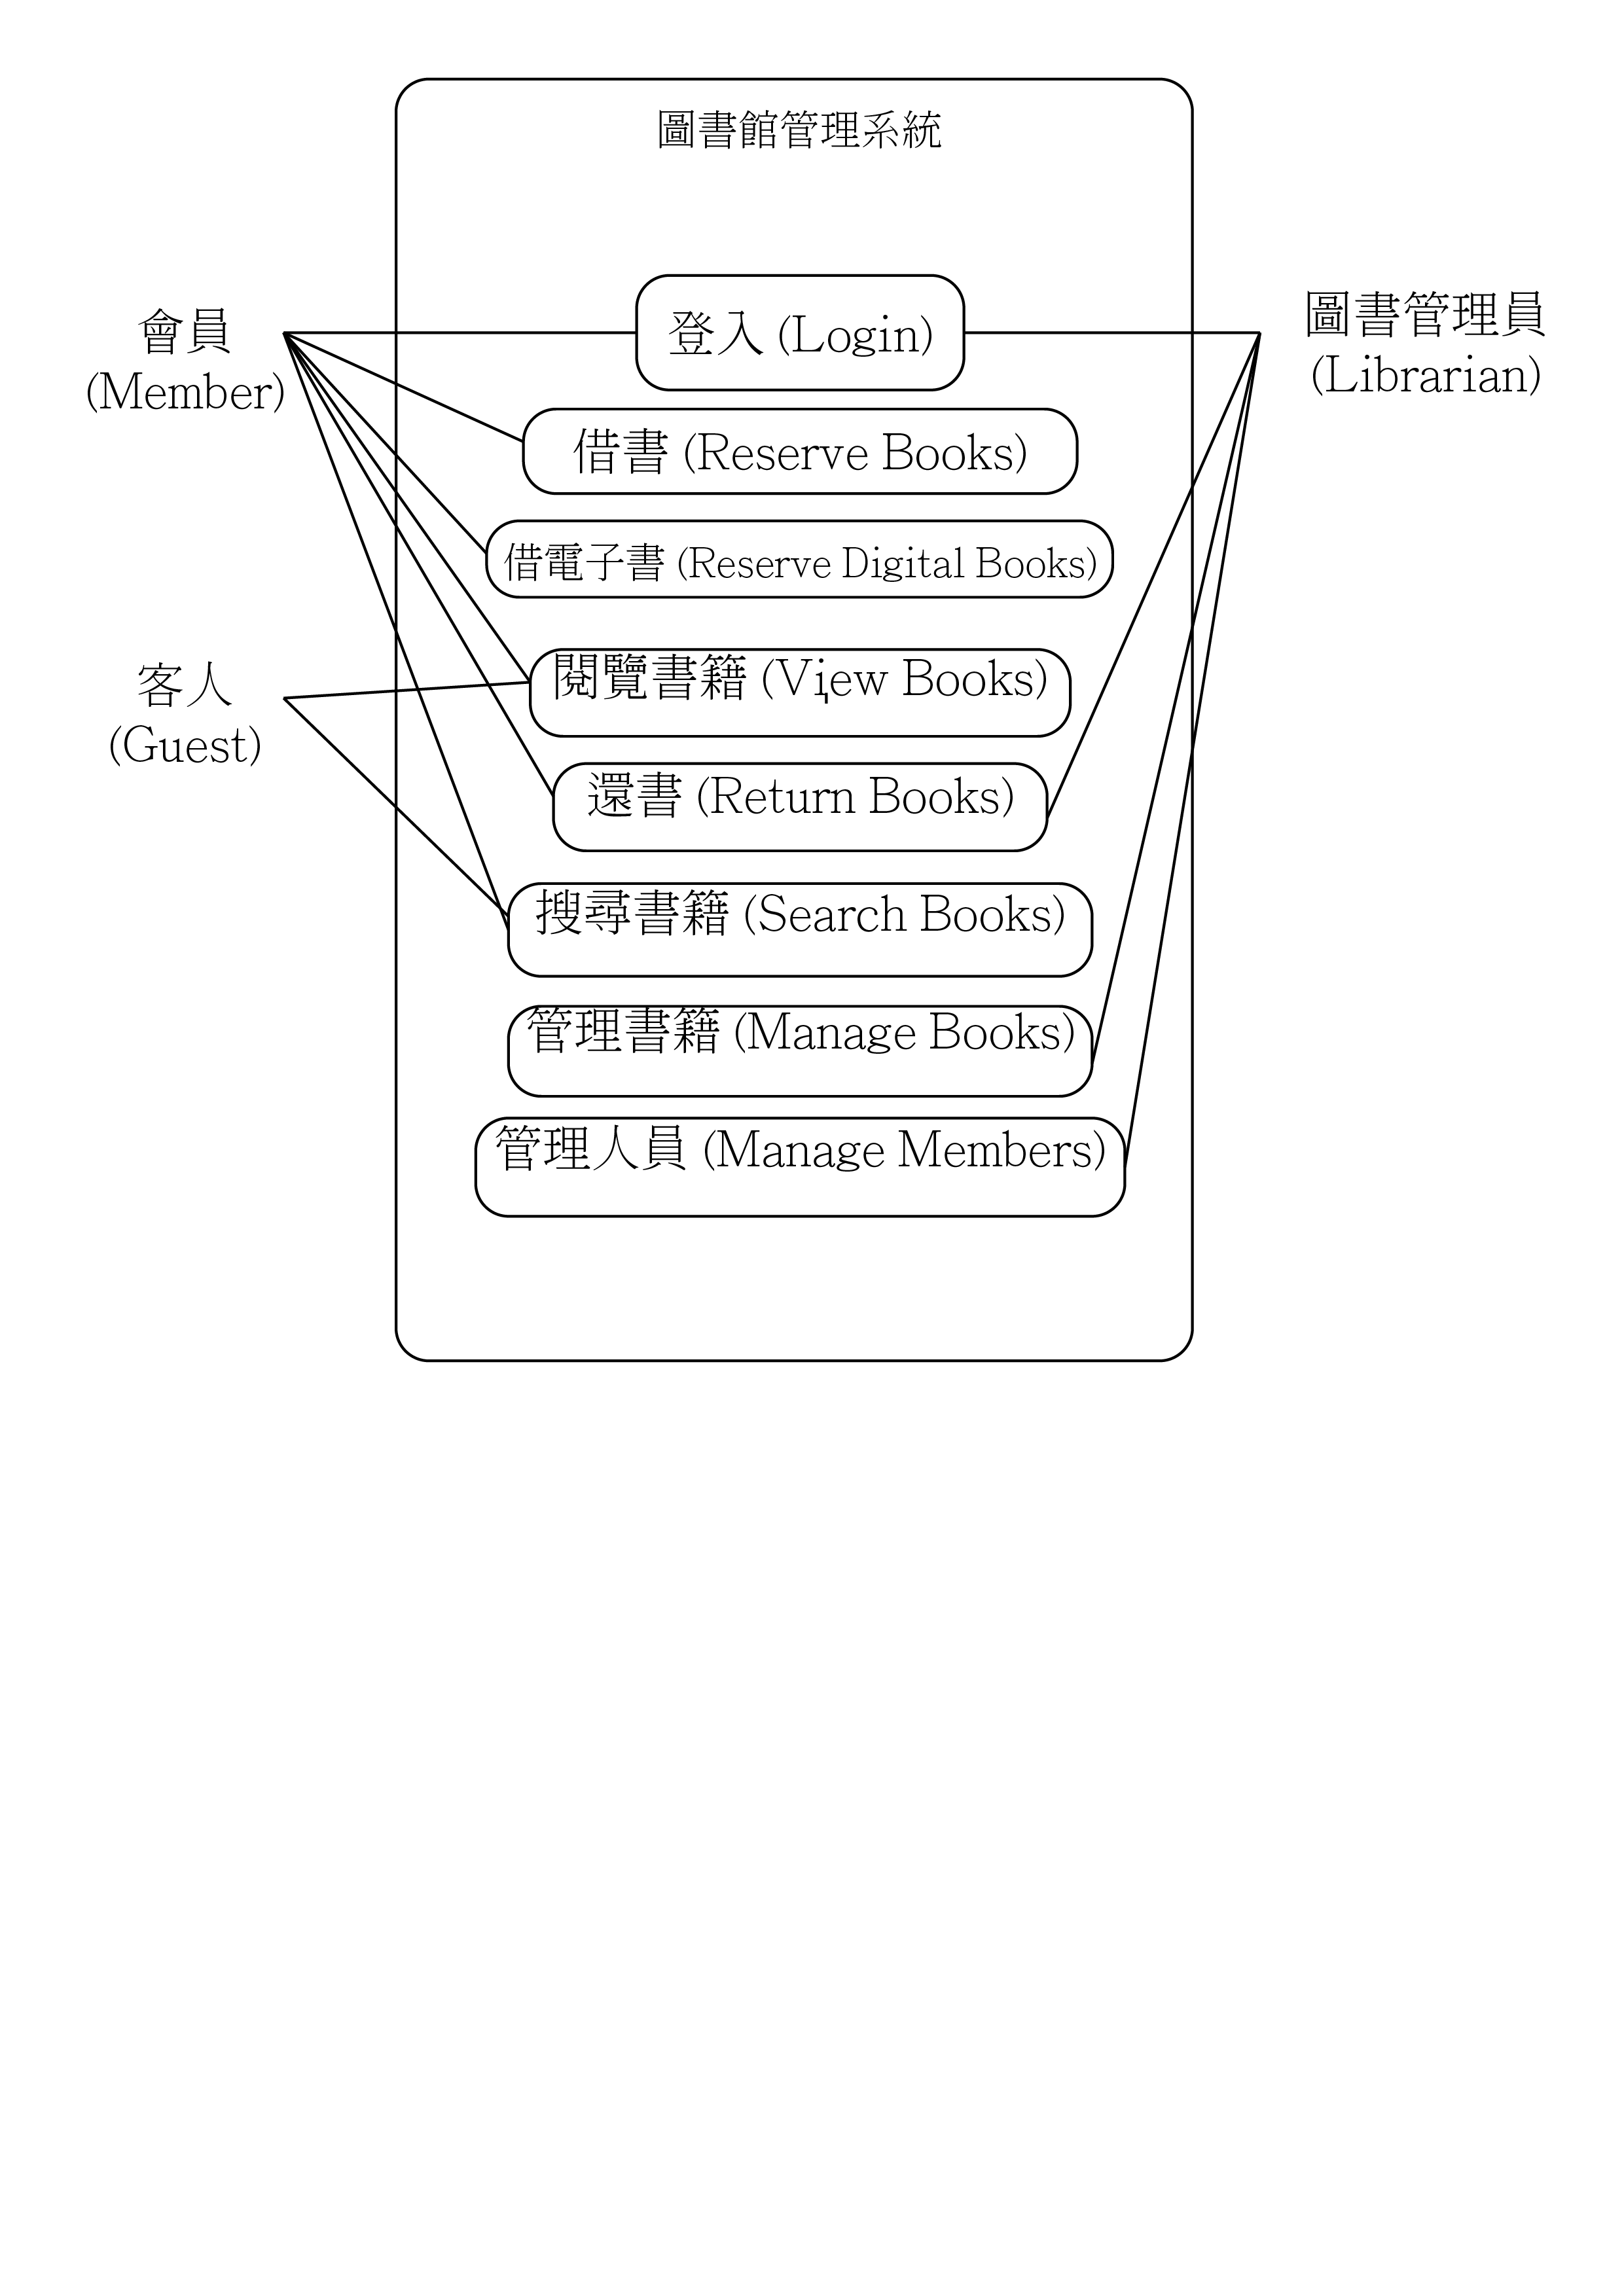 圖書館管理系統
會員
(Member)
圖書管理員
(Librarian)
登入 (Login)
借書 (Reserve Books)
借電子書 (Reserve Digital Books)
客人
(Guest)
閱覽書籍 (View Books)
還書 (Return Books)
搜尋書籍 (Search Books)
管理書籍 (Manage Books)
管理人員 (Manage Members)